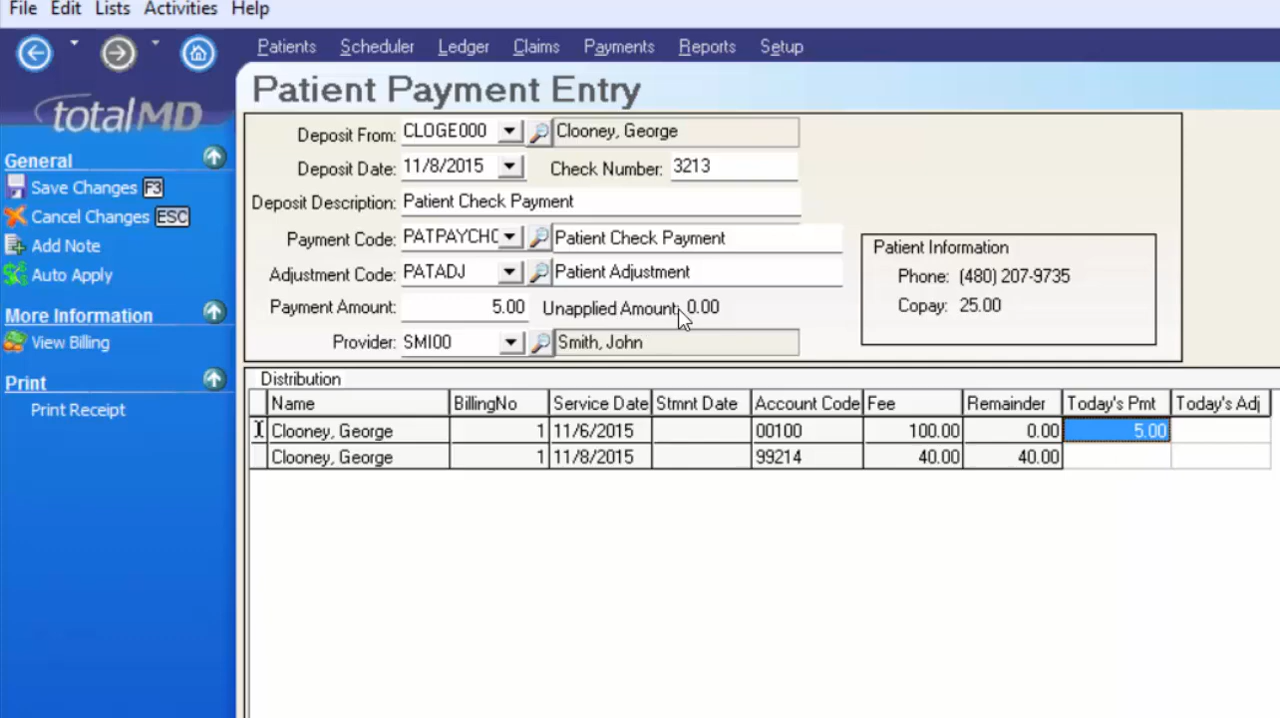 File Edit Lists Activities Help
Patients Scheduler Ledger Claims Payments Reports Setup
totalMD
Patient Payment Entry
General
Save Changes F3
Cancel Changes ESC
Add Note
Auto Apply
More Information
View Billing
Print
Print Receipt
Deposit From: CLOGE000 Clooney, George
Deposit Date: 11/8/2015 Check Number: 3213
Deposit Description: Patient Check Payment
Payment Code: PATPAYCHC Patient Check Payment
Adjustment Code: PATADJ Patient Adjustment
Payment Amount: 5.00 Unapplied Amount: 0.00
Provider: SMI00 Smith, John
Patient Information
Phone: (480) 207-9735
Copay: 25.00
Distribution
Name BillingNo Service Date Stmnt Date Account Code Fee Remainder Today's Pmt Today's Adj
Clooney, George 1 11/6/2015 00100 100.00 0.00 5.00
Clooney, George 1 11/8/2015 99214 40.00 40.00